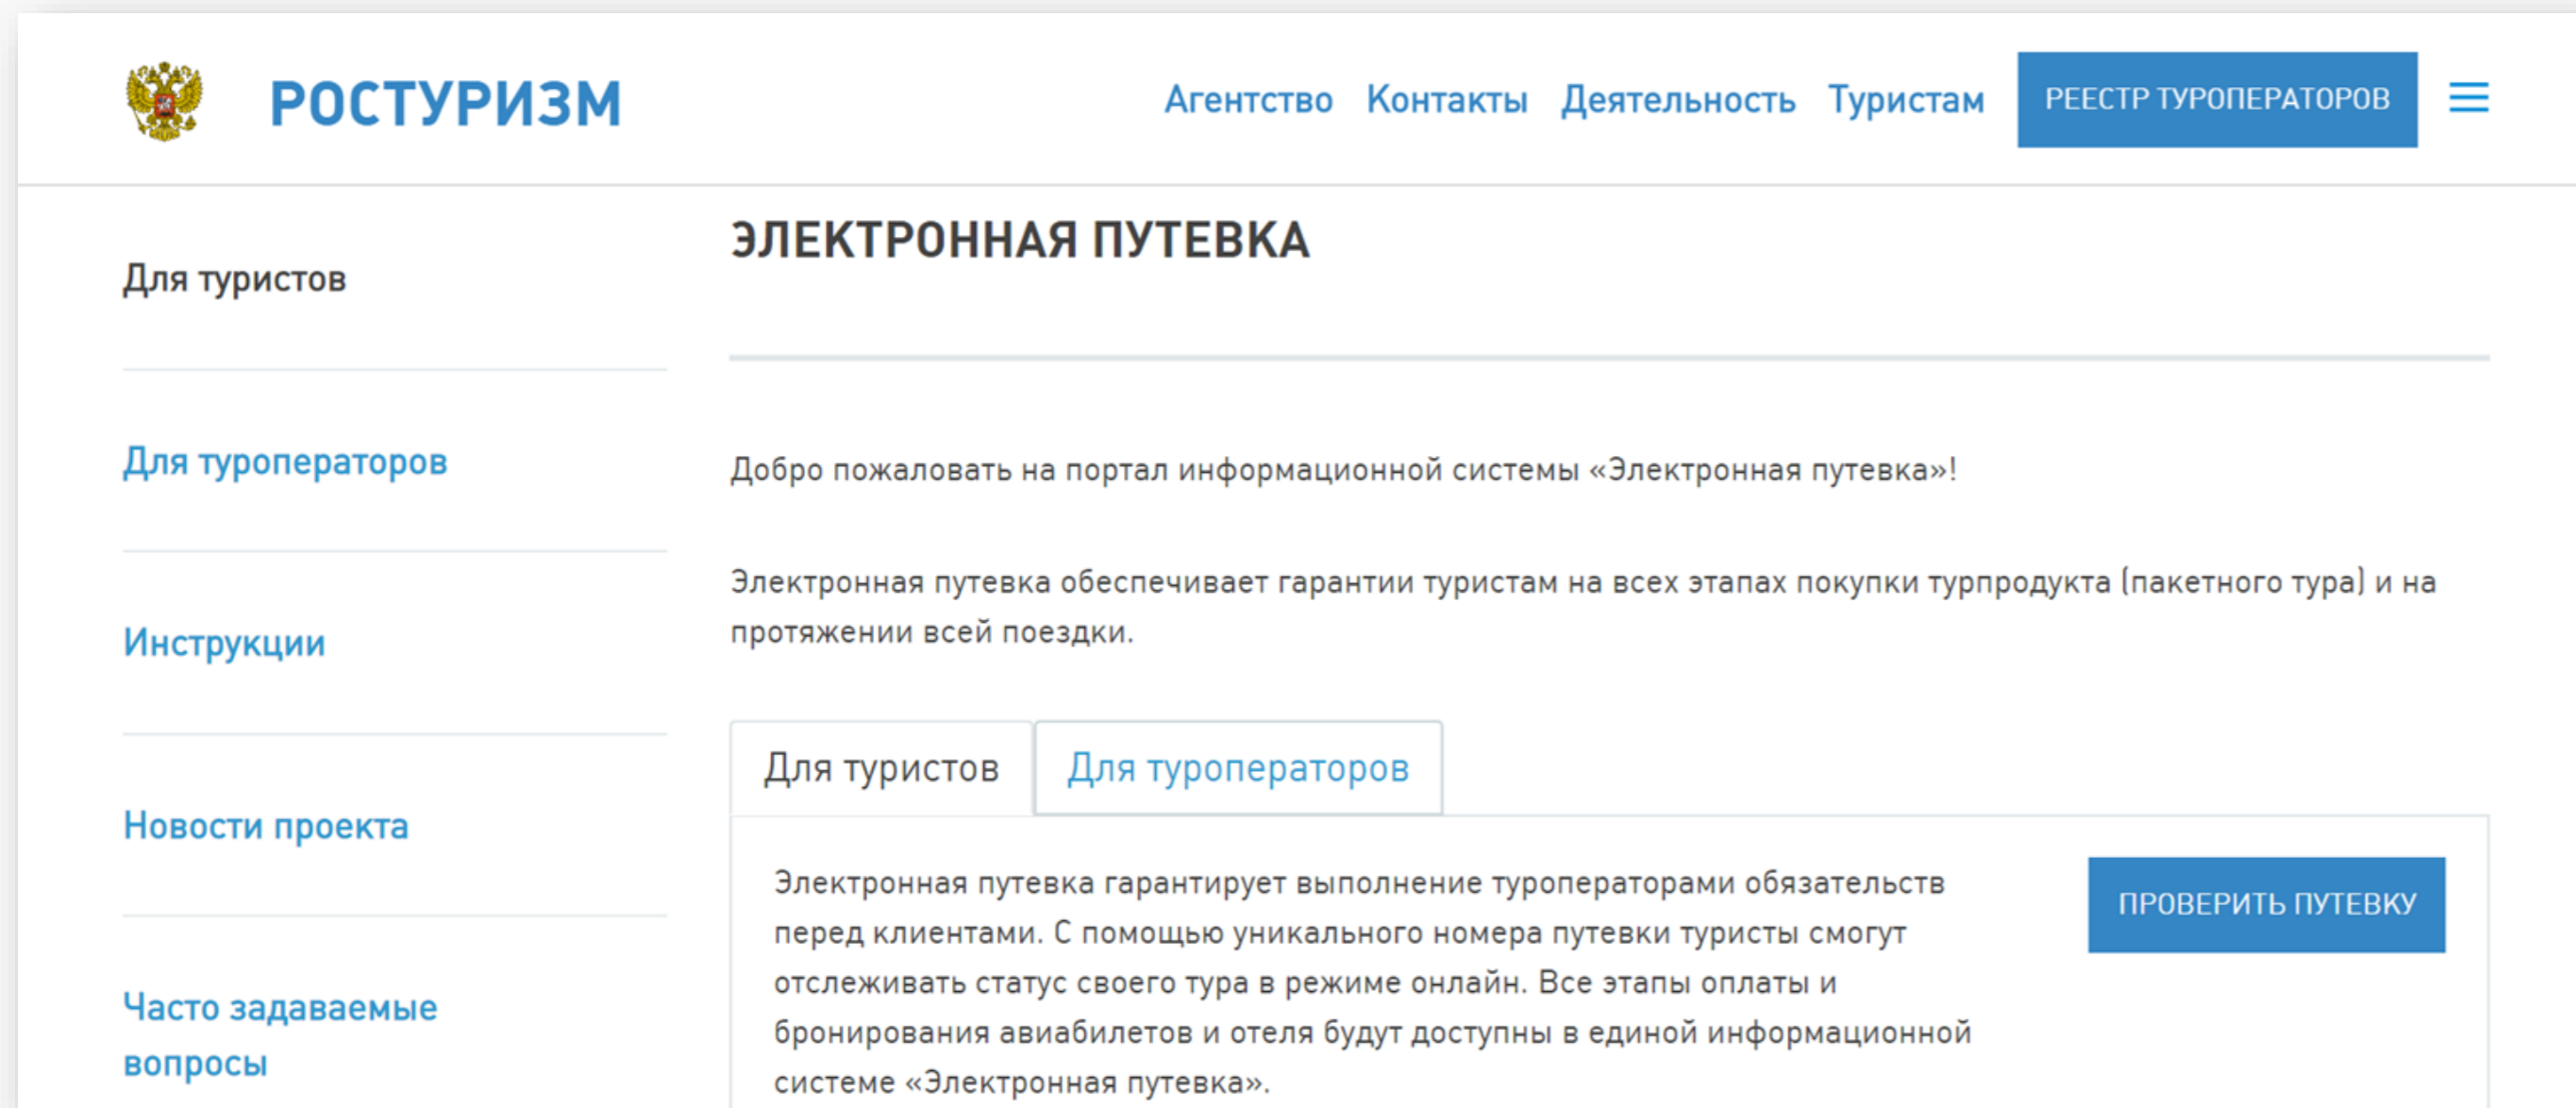 РОСТУРИЗМ
Агентство Контакты Деятельность Туристам РЕЕСТР ТУРОПЕРАТОРОВ
Для туристов
Для туроператоров
Инструкции
Новости проекта
Часто задаваемые
вопросы
ЭЛЕКТРОННАЯ ПУТЕВКА
Добро пожаловать на портал информационной системы «Электронная путевка»!
Электронная путевка обеспечивает гарантии туристам на всех этапах покупки турпродукта (пакетного тура) и на
протяжении всей поездки.
Для туристов Для туроператоров
Электронная путевка гарантирует выполнение туроператорами обязательств
перед клиентами. С помощью уникального номера путевки туристы смогут
отслеживать статус своего тура в режиме онлайн. Все этапы оплаты и
бронирования авиабилетов и отеля будут доступны в единой информационной
системе «Электронная путевка».
ПРОВЕРИТЬ ПУТЕВКУ